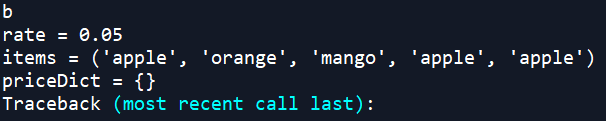 b
rate = 0.05
items = ('apple', 'orange', 'mango', 'apple', 'apple')
priceDict = {}
Traceback (most recent call last):